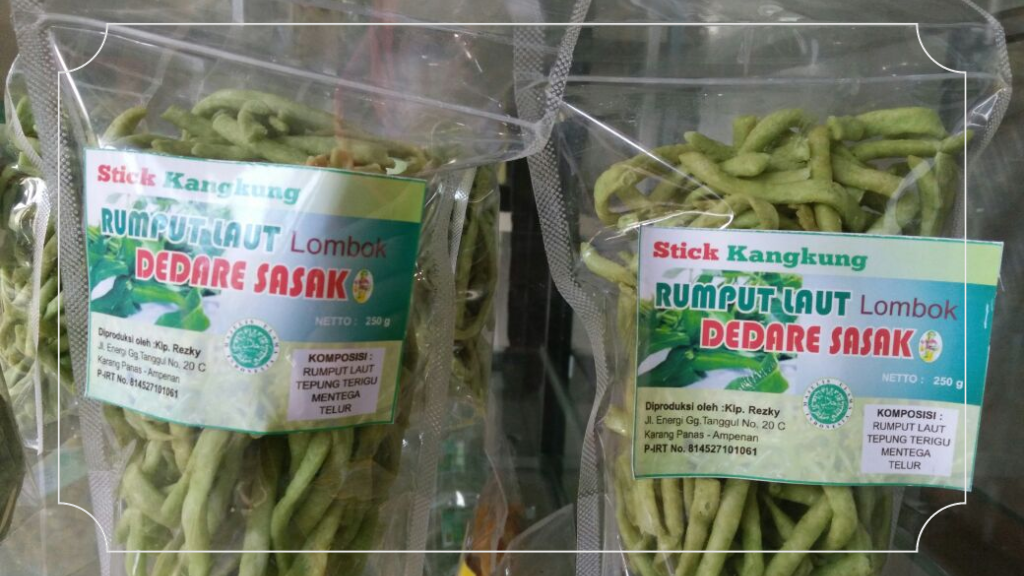 Stick Kangkung
RUMPUT LAUT Lombok
DEDARE SASAK
NETTO : 250 g
Diproduksi oleh :Klp. Rezky
Jl. Energi Gg.Tanggul No. 20 C
Karang Panas - Ampenan
P-IRT No. 814527101061
KOMPOSISI :
RUMPUT LAUT
TEPUNG TERIGU
MENTEGA
TELUR
Stick Kangkung
RUMPUT LAUT Lombok
DEDARE SASAK
NETTO : 250 g
Diproduksi oleh :Klp. Rezky
Jl. Energi Gg.Tanggul No. 20 C
Karang Panas - Ampenan
P-IRT No. 814527101061
KOMPOSISI :
RUMPUT LAUT
TEPUNG TERIGU
MENTEGA
TELUR